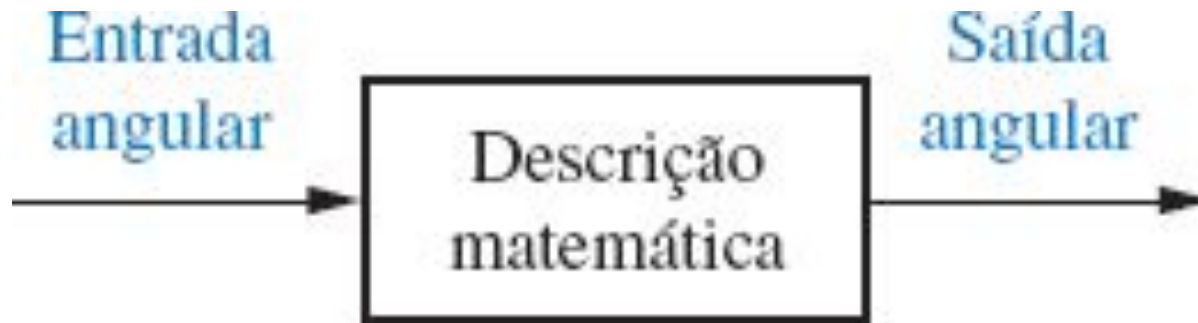 Entrada
angular
Descrição
matemática
Saída
angular